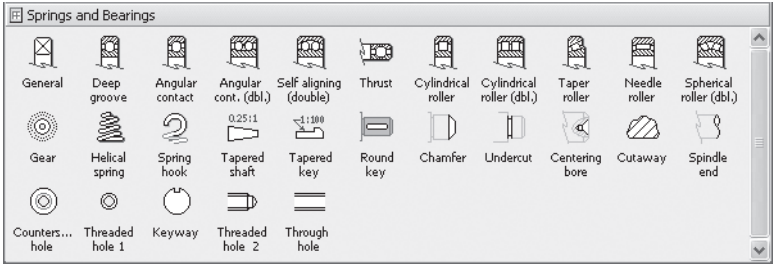 Springs and Bearings
General
Deep groove
Angular contact
Angular cont. (dbl.)
Self aligning (double)
Thrust
Cylindrical roller
Cylindrical roller (dbl.)
Taper roller
Needle roller
Spherical roller (dbl.)
0.25:1
1:100
Gear
Helical spring
Spring hook
Tapered shaft
Tapered key
Round key
Chamfer
Undercut
Centering bore
Cutaway
Spindle end
Counters... hole
Threaded hole 1
Keyway
Threaded hole 2
Through hole